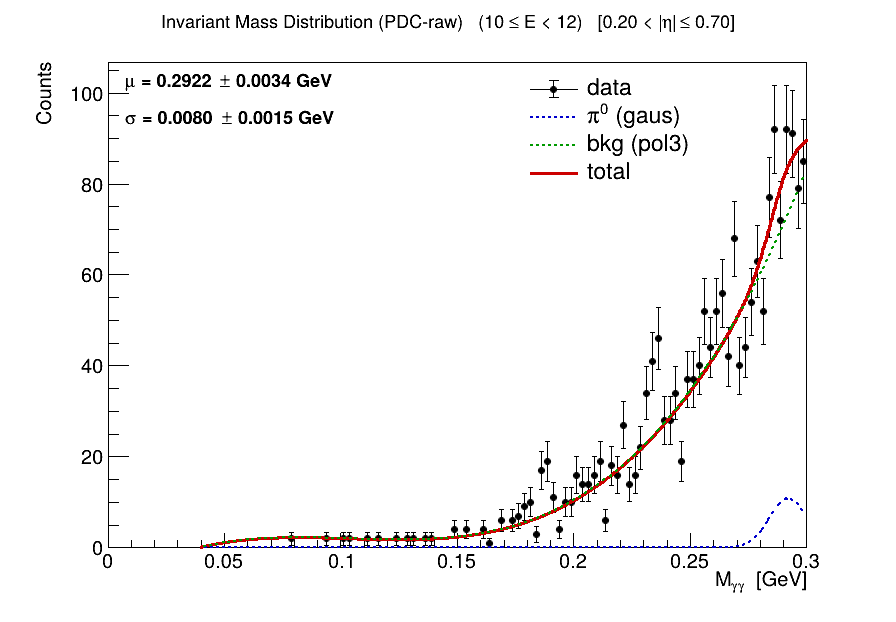 Invariant Mass Distribution (PDC-raw) (10 ≤ E < 12) [0.20 < |η| ≤ 0.70]
Counts
μ = 0.2922 ± 0.0034 GeV
σ = 0.0080 ± 0.0015 GeV
data
π⁰ (gaus)
bkg (pol3)
total
100
80
60
40
20
0
0 0.05 0.1 0.15 0.2 0.25 0.3
M_γγ [GeV]